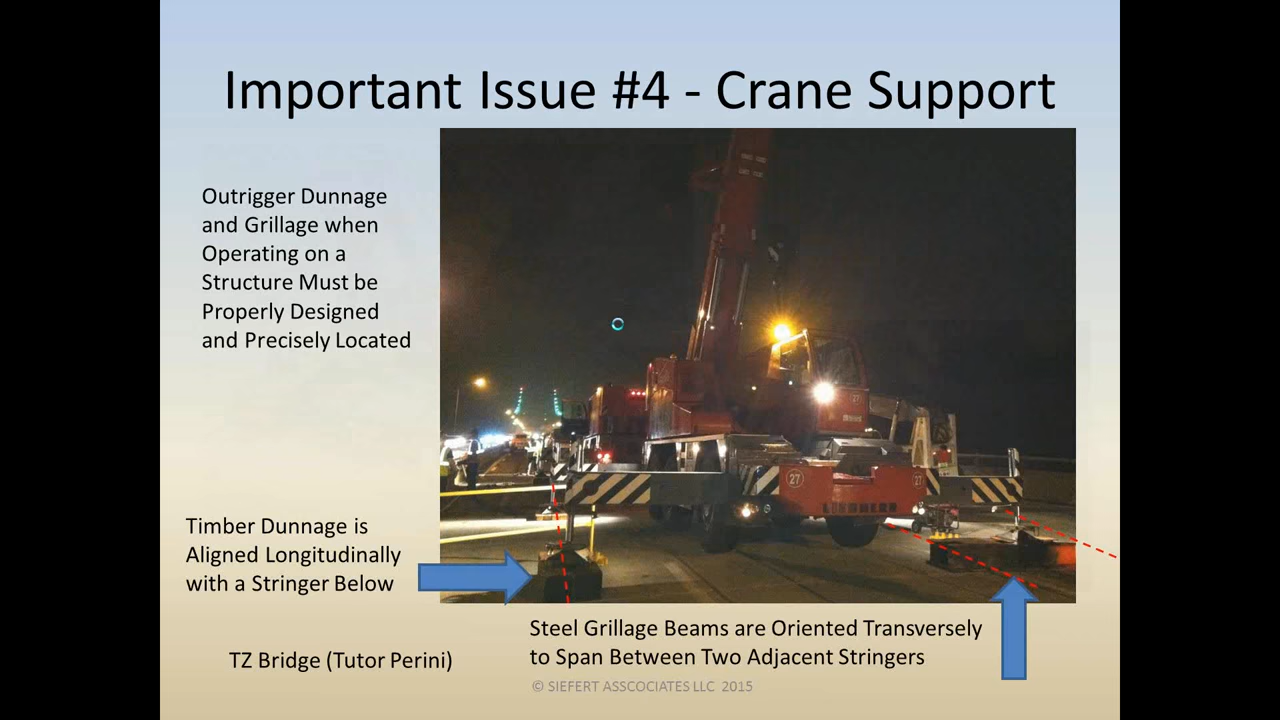 Important Issue #4 - Crane Support
Outrigger Dunnage
and Grillage when
Operating on a
Structure Must be
Properly Designed
and Precisely Located
27
27
27
Timber Dunnage is
Aligned Longitudinally
with a Stringer Below
Steel Grillage Beams are Oriented Transversely
to Span Between Two Adjacent Stringers
TZ Bridge (Tutor Perini)
© SIEFERT ASSCOCIATES LLC 2015